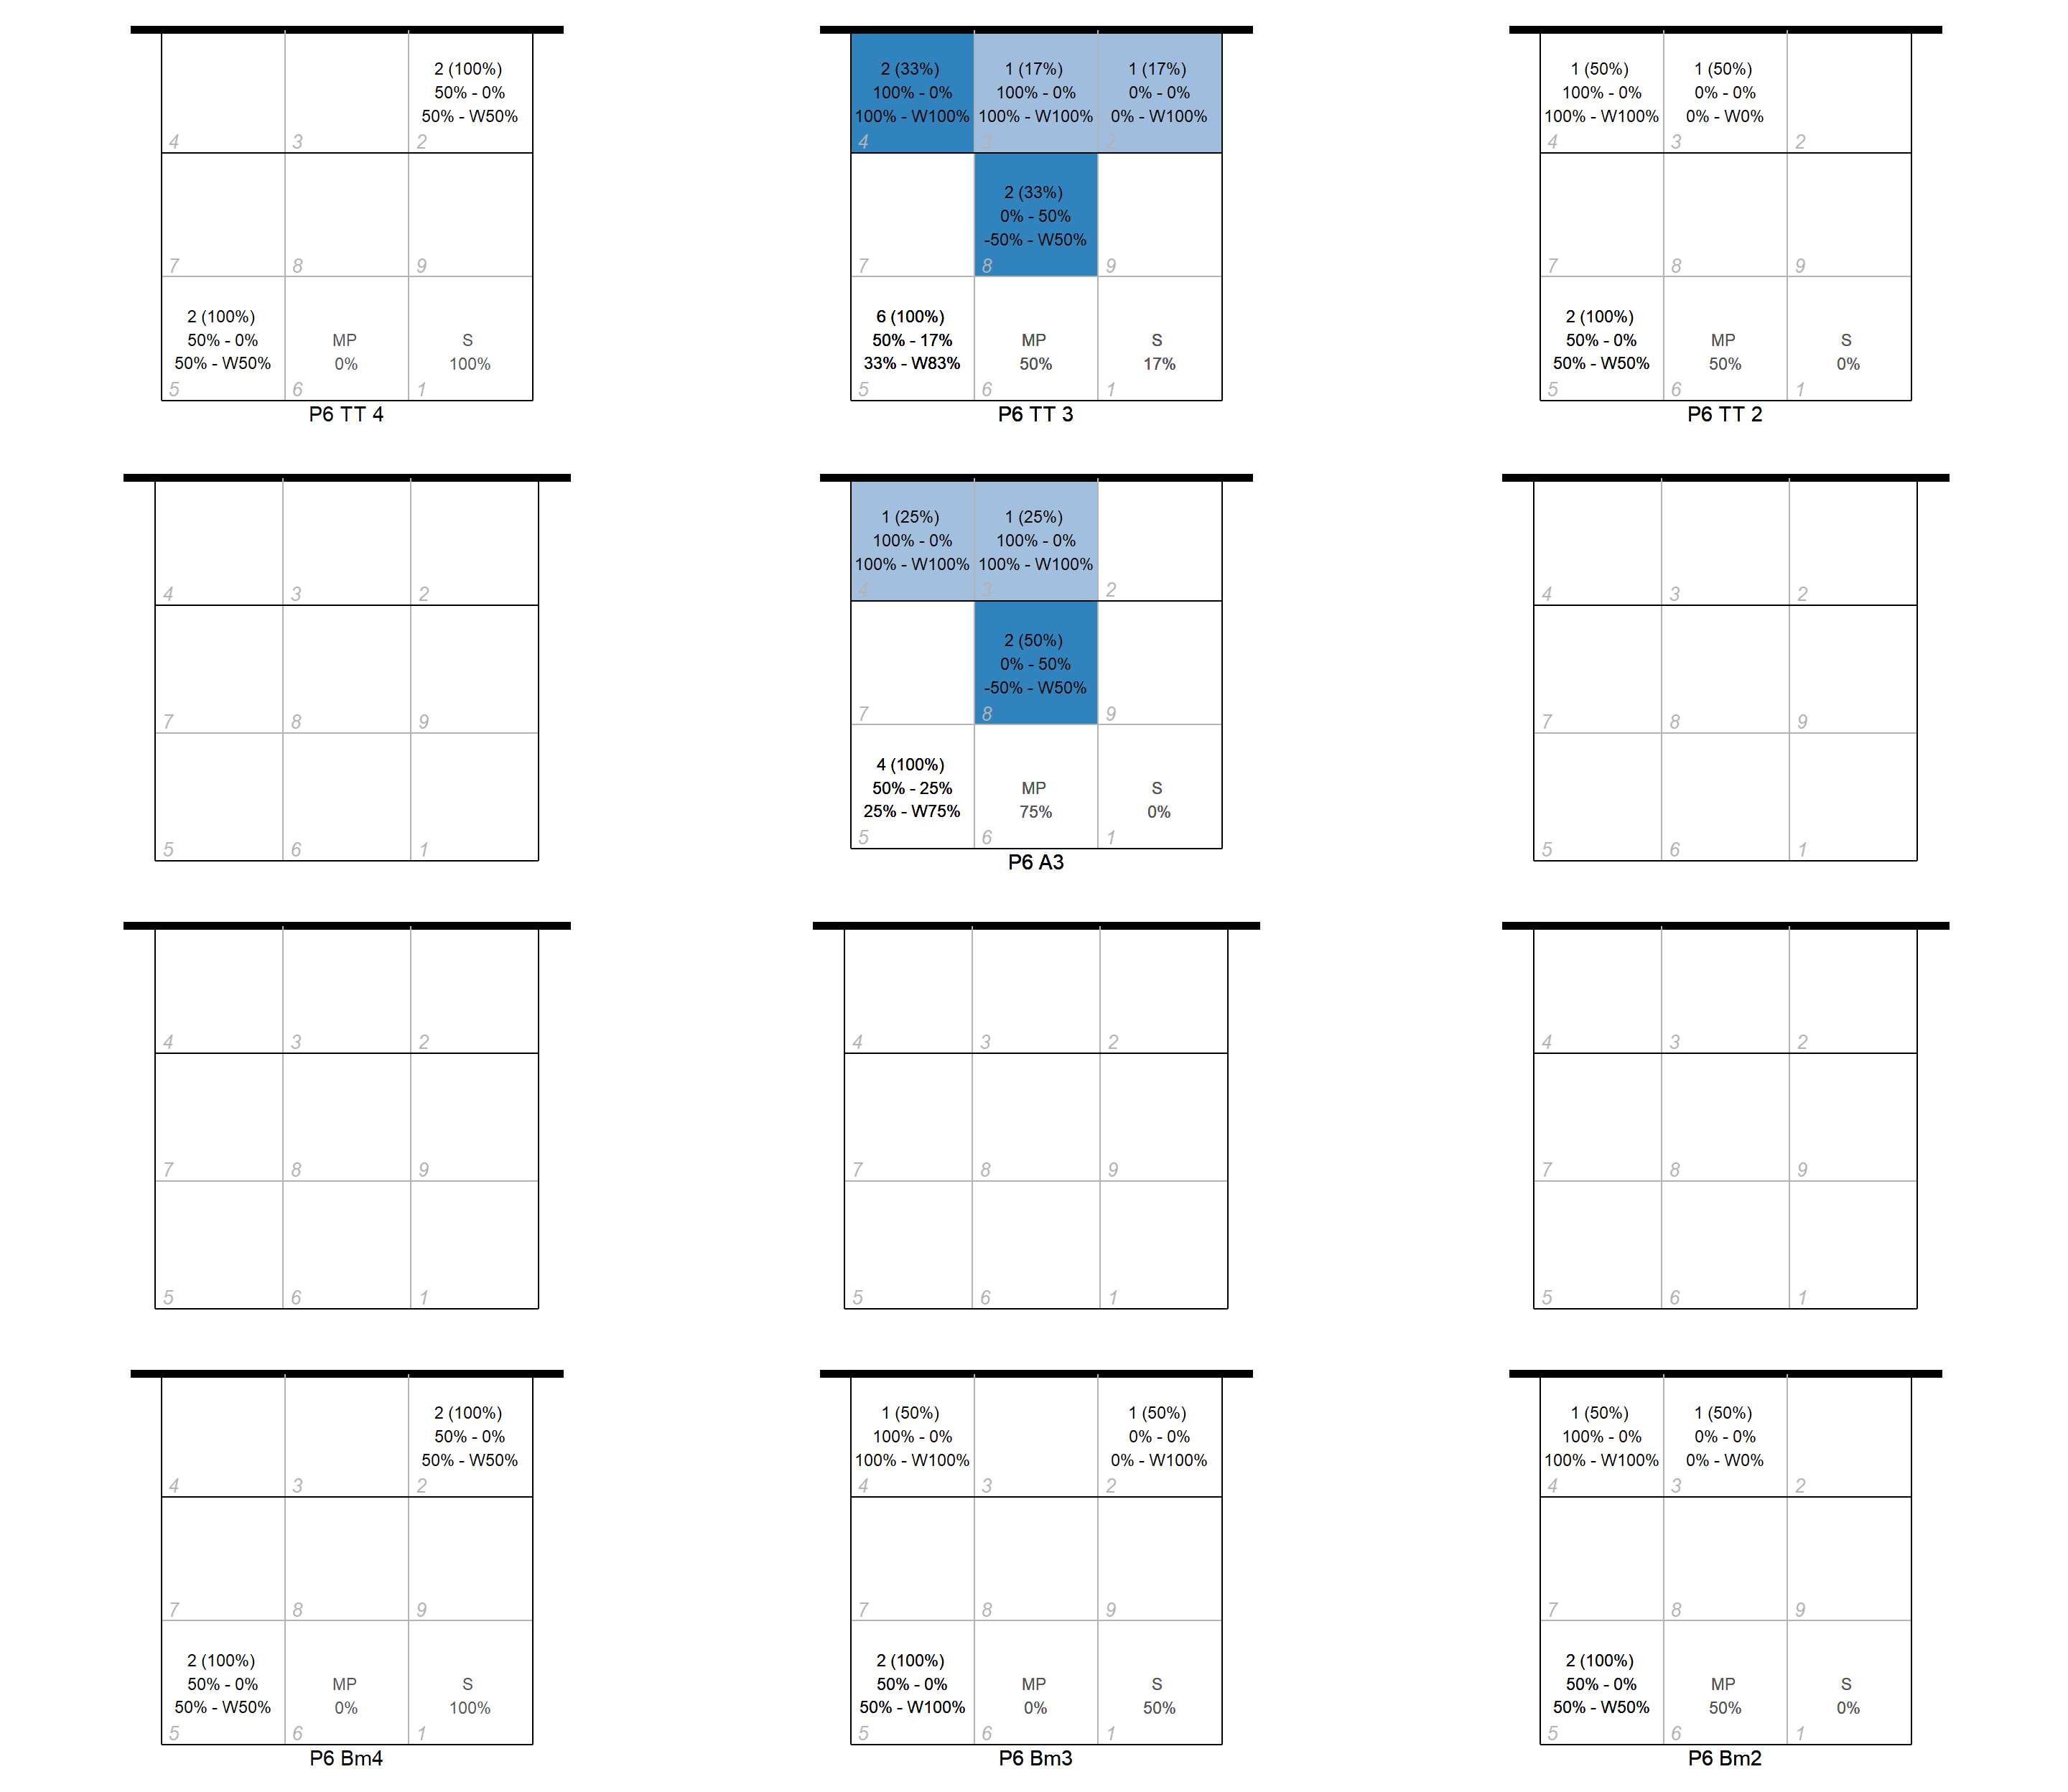 2 (100%)
50% - 0%
50% - W50%
4
3
2
7
8
9
2 (100%)
50% - 0%
50% - W50%
MP
0%
S
100%
5
6
1
P6 TT 4
2 (33%)
100% - 0%
100% - W100%
1 (17%)
100% - 0%
100% - W100%
1 (17%)
0% - 0%
0% - W100%
4
3
2
2 (33%)
0% - 50%
-50% - W50%
7
8
9
6 (100%)
50% - 17%
33% - W83%
MP
50%
S
17%
5
6
1
P6 TT 3
1 (50%)
100% - 0%
100% - W100%
1 (50%)
0% - 0%
0% - W0%
4
3
2
7
8
9
2 (100%)
50% - 0%
50% - W50%
MP
50%
S
0%
5
6
1
P6 TT 2
4
3
2
7
8
9
5
6
1
1 (25%)
100% - 0%
100% - W100%
1 (25%)
100% - 0%
100% - W100%
4
3
2
2 (50%)
0% - 50%
-50% - W50%
7
8
9
4 (100%)
50% - 25%
25% - W75%
MP
75%
S
0%
5
6
1
P6 A3
4
3
2
7
8
9
5
6
1
4
3
2
7
8
9
5
6
1
4
3
2
7
8
9
5
6
1
4
3
2
7
8
9
5
6
1
2 (100%)
50% - 0%
50% - W50%
4
3
2
7
8
9
2 (100%)
50% - 0%
50% - W50%
MP
0%
S
100%
5
6
1
P6 Bm4
1 (50%)
100% - 0%
100% - W100%
1 (50%)
0% - 0%
0% - W100%
4
3
2
7
8
9
2 (100%)
50% - 0%
50% - W100%
MP
0%
S
50%
5
6
1
P6 Bm3
1 (50%)
100% - 0%
100% - W100%
1 (50%)
0% - 0%
0% - W0%
4
3
2
7
8
9
2 (100%)
50% - 0%
50% - W50%
MP
50%
S
0%
5
6
1
P6 Bm2